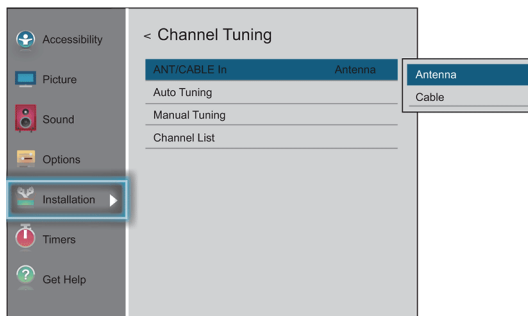 Accessibility
Picture
Sound
Options
Installation
Timers
? Get Help
< Channel Tuning
ANT/CABLE In Antenna
Auto Tuning
Manual Tuning
Channel List
Antenna
Cable